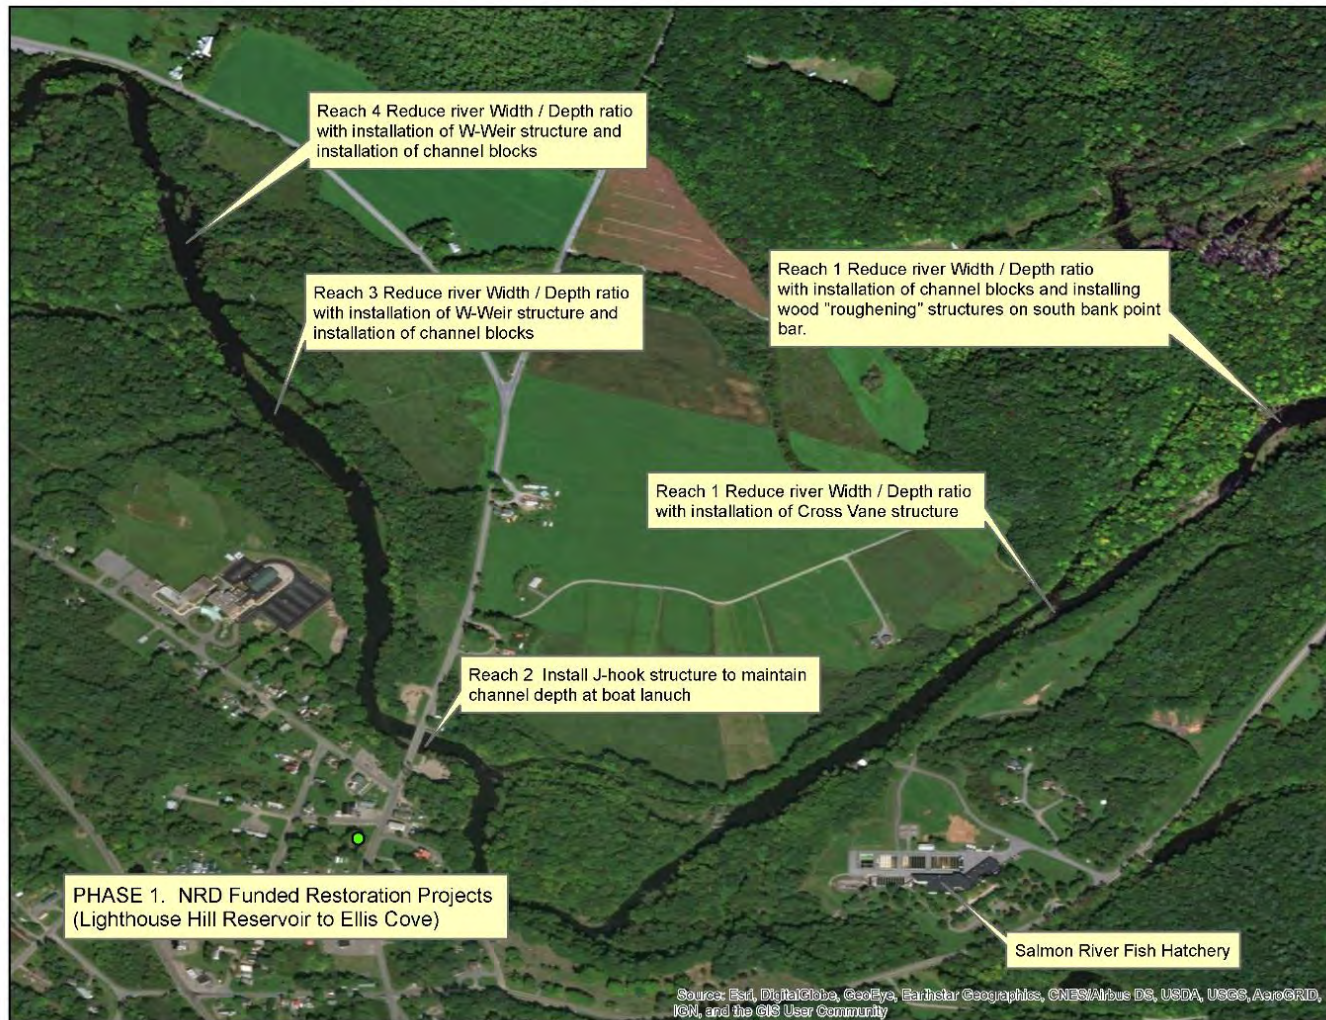 Reach 4 Reduce river Width / Depth ratio
with installation of W-Weir structure and
installation of channel blocks
Reach 3 Reduce river Width / Depth ratio
with installation of W-Weir structure and
installation of channel blocks
Reach 1 Reduce river Width / Depth ratio
with installation of channel blocks and installing
wood "roughening" structures on south bank point
bar.
Reach 1 Reduce river Width / Depth ratio
with installation of Cross Vane structure
Reach 2  Install J-hook structure to maintain
channel depth at boat lanuch
PHASE 1.  NRD Funded Restoration Projects
(Lighthouse Hill Reservoir to Ellis Cove)
Salmon River Fish Hatchery
Source: Esri, DigitalGlobe, GeoEye, Earthstar Geographics, CNES/Airbus DS, USDA, USGS, AeroGRID,
IGN, and the GIS User Community